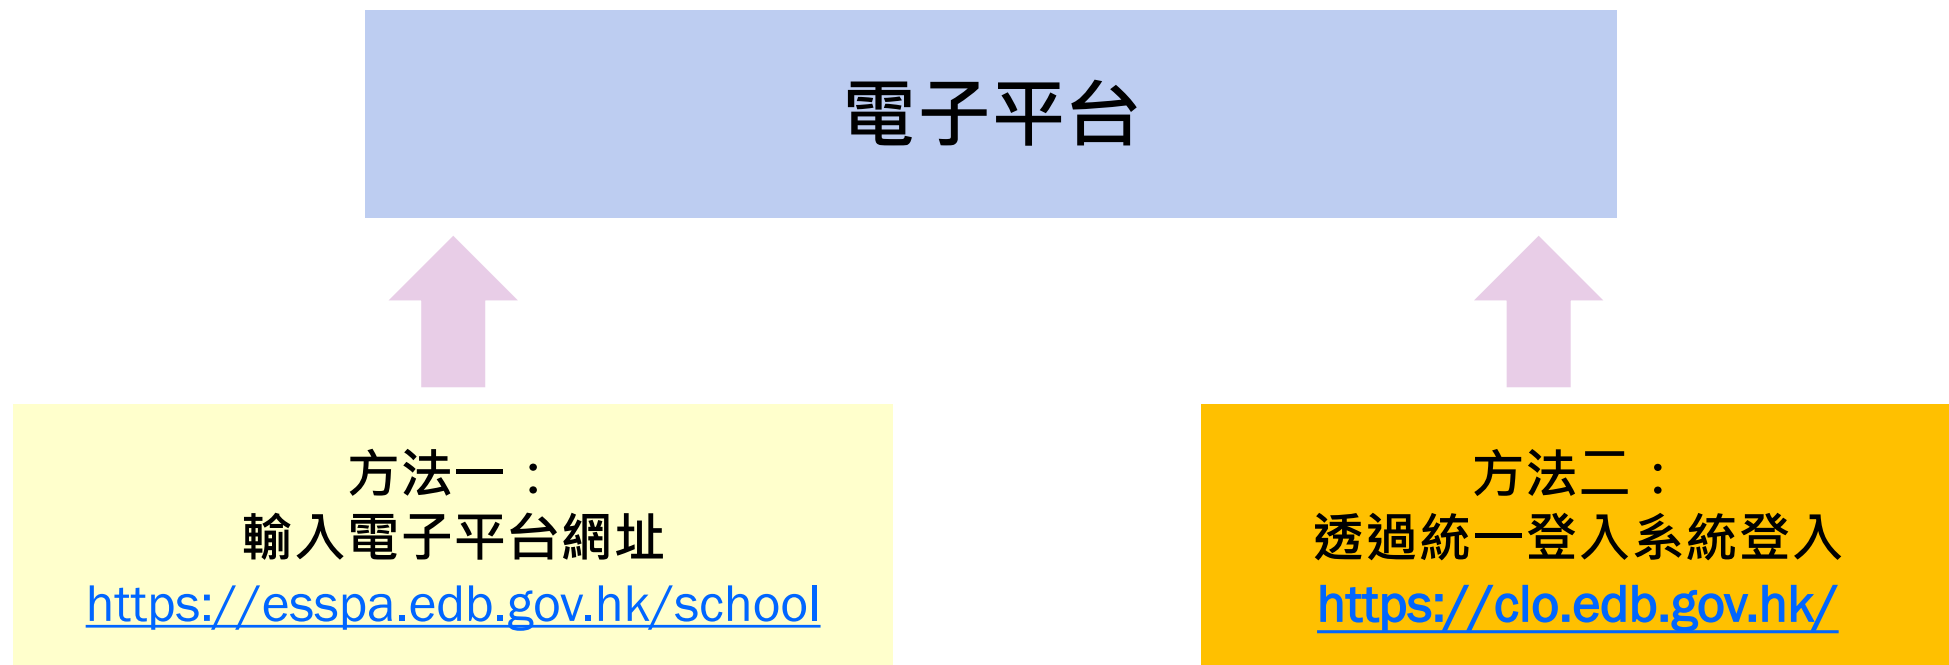 電子平台
方法一：
輸入電子平台網址
https://esspa.edb.gov.hk/school
方法二：
透過統一登入系統登入
https://clo.edb.gov.hk/